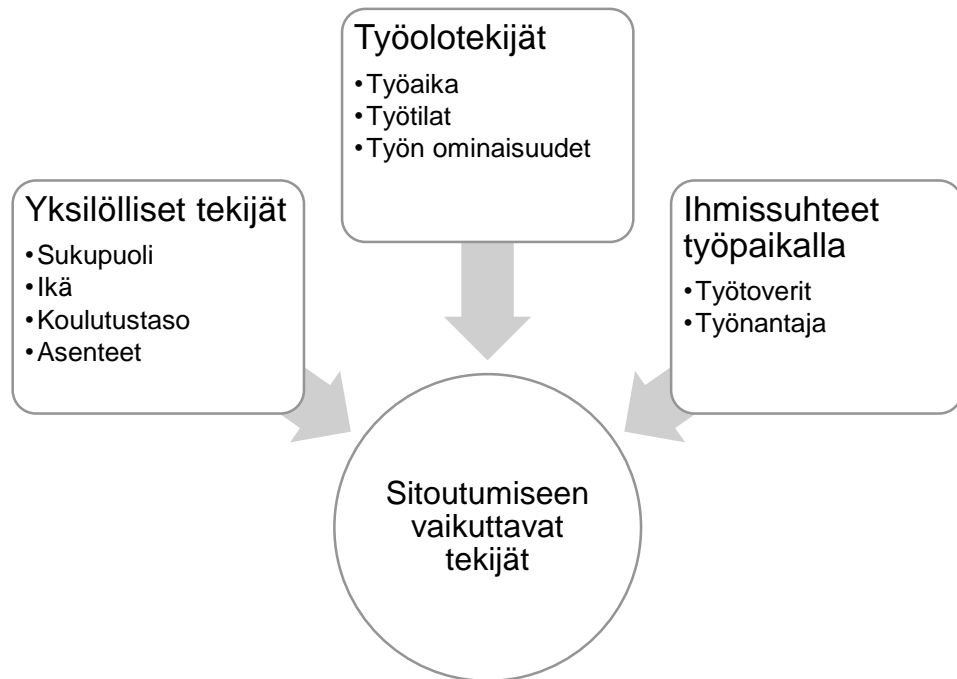 Työolotekijät
•Työaika
•Työtilat
•Työn ominaisuudet
Yksilölliset tekijät
•Sukupuoli
•Ikä
•Koulutustaso
•Asenteet
Ihmissuhteet
työpaikalla
•Työtoverit
•Työnantaja
Sitoutumiseen
vaikuttavat
tekijät